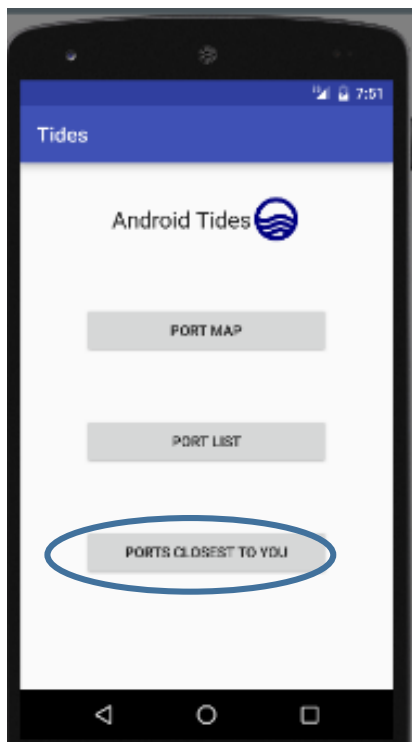 7:51
Tides
Android Tides
PORT MAP
PORT LIST
PORTS CLOSEST TO YOU